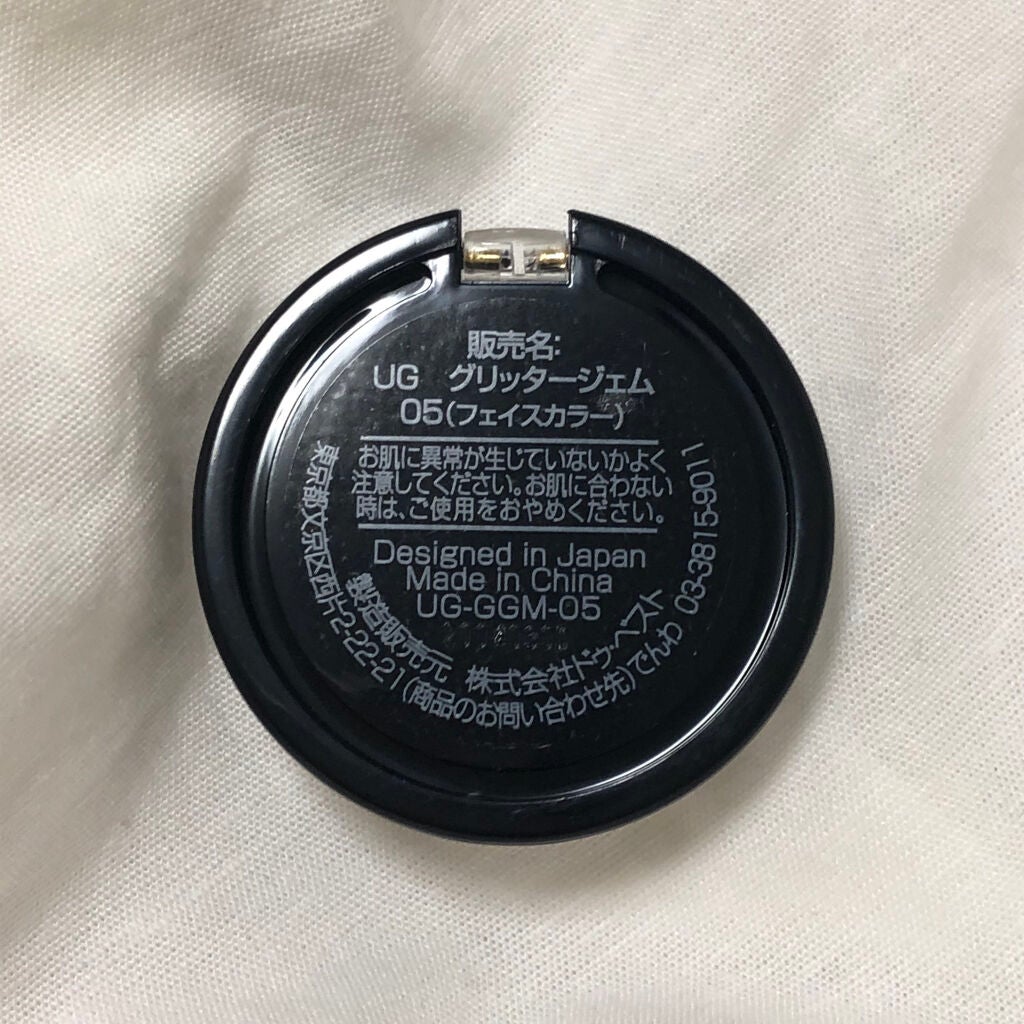 販売名:
UG グリッタージェム
05(フェイスカラー)
お肌に異常が生じていないかよく
注意してください。お肌に合わない
時は、ご使用をおやめください。
Designed in Japan
Made in China
UG-GGM-05
製造販売元 株式会社ドゥ・ベスト
東京都文京区西片2-22-21(商品のお問い合わせ先)でんわ 03-3815-9011